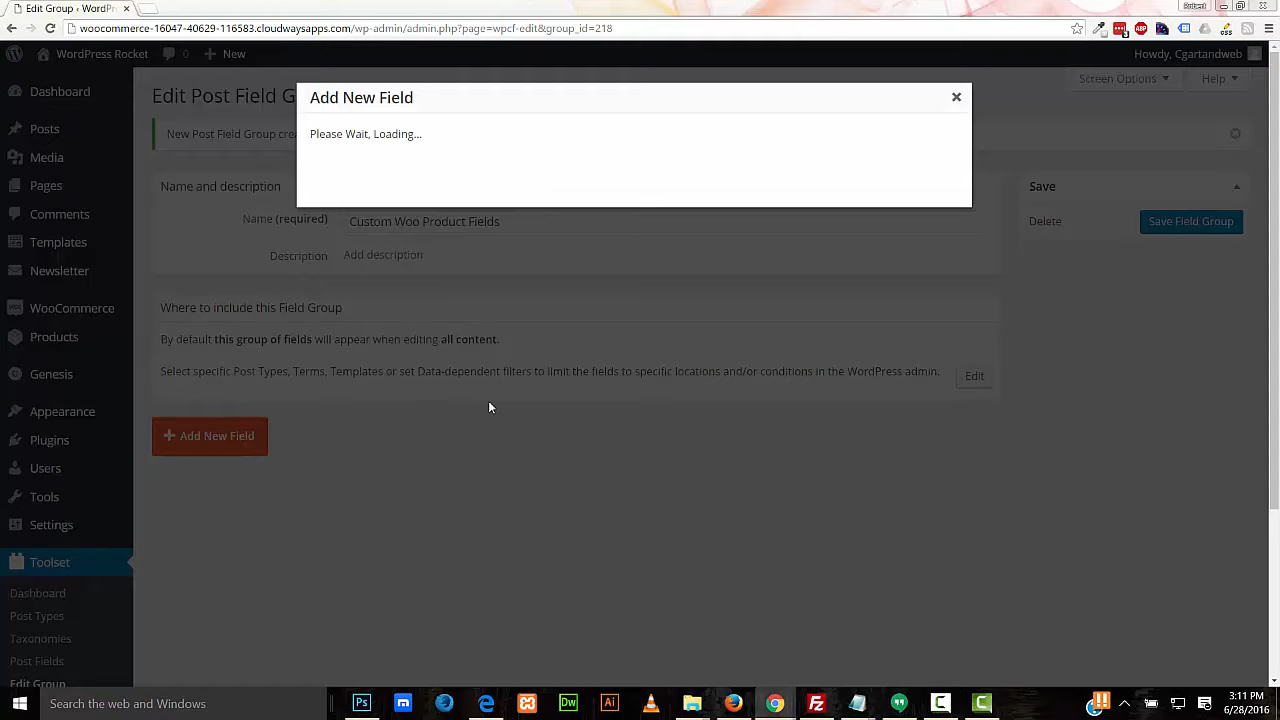 Edit Group ‹ WordPr
woocommerce-16047-40629-116583.cloudwaysapps.com/wp-admin/admin.php?page=wpcf-edit&group_id=218
WordPress Rocket 0 New
Howdy, Cgartandweb
Screen Options Help
Edit Post Field G
New Post Field Group cre
Add New Field
Please Wait, Loading...
Name and description
Name (required) Custom Woo Product Fields
Description Add description
Save
Delete Save Field Group
Where to include this Field Group
By default this group of fields will appear when editing all content.
Select specific Post Types, Terms, Templates or set Data-dependent filters to limit the fields to specific locations and/or conditions in the WordPress admin.
Edit
Add New Field
Dashboard
Posts
Media
Pages
Comments
Templates
Newsletter
WooCommerce
Products
Genesis
Appearance
Plugins
Users
Tools
Settings
Toolset
Dashboard
Post Types
Taxonomies
Post Fields
Edit Group
Search the web and Windows
Ps
Dw
Ai
Fz
3:11 PM
6/28/2016